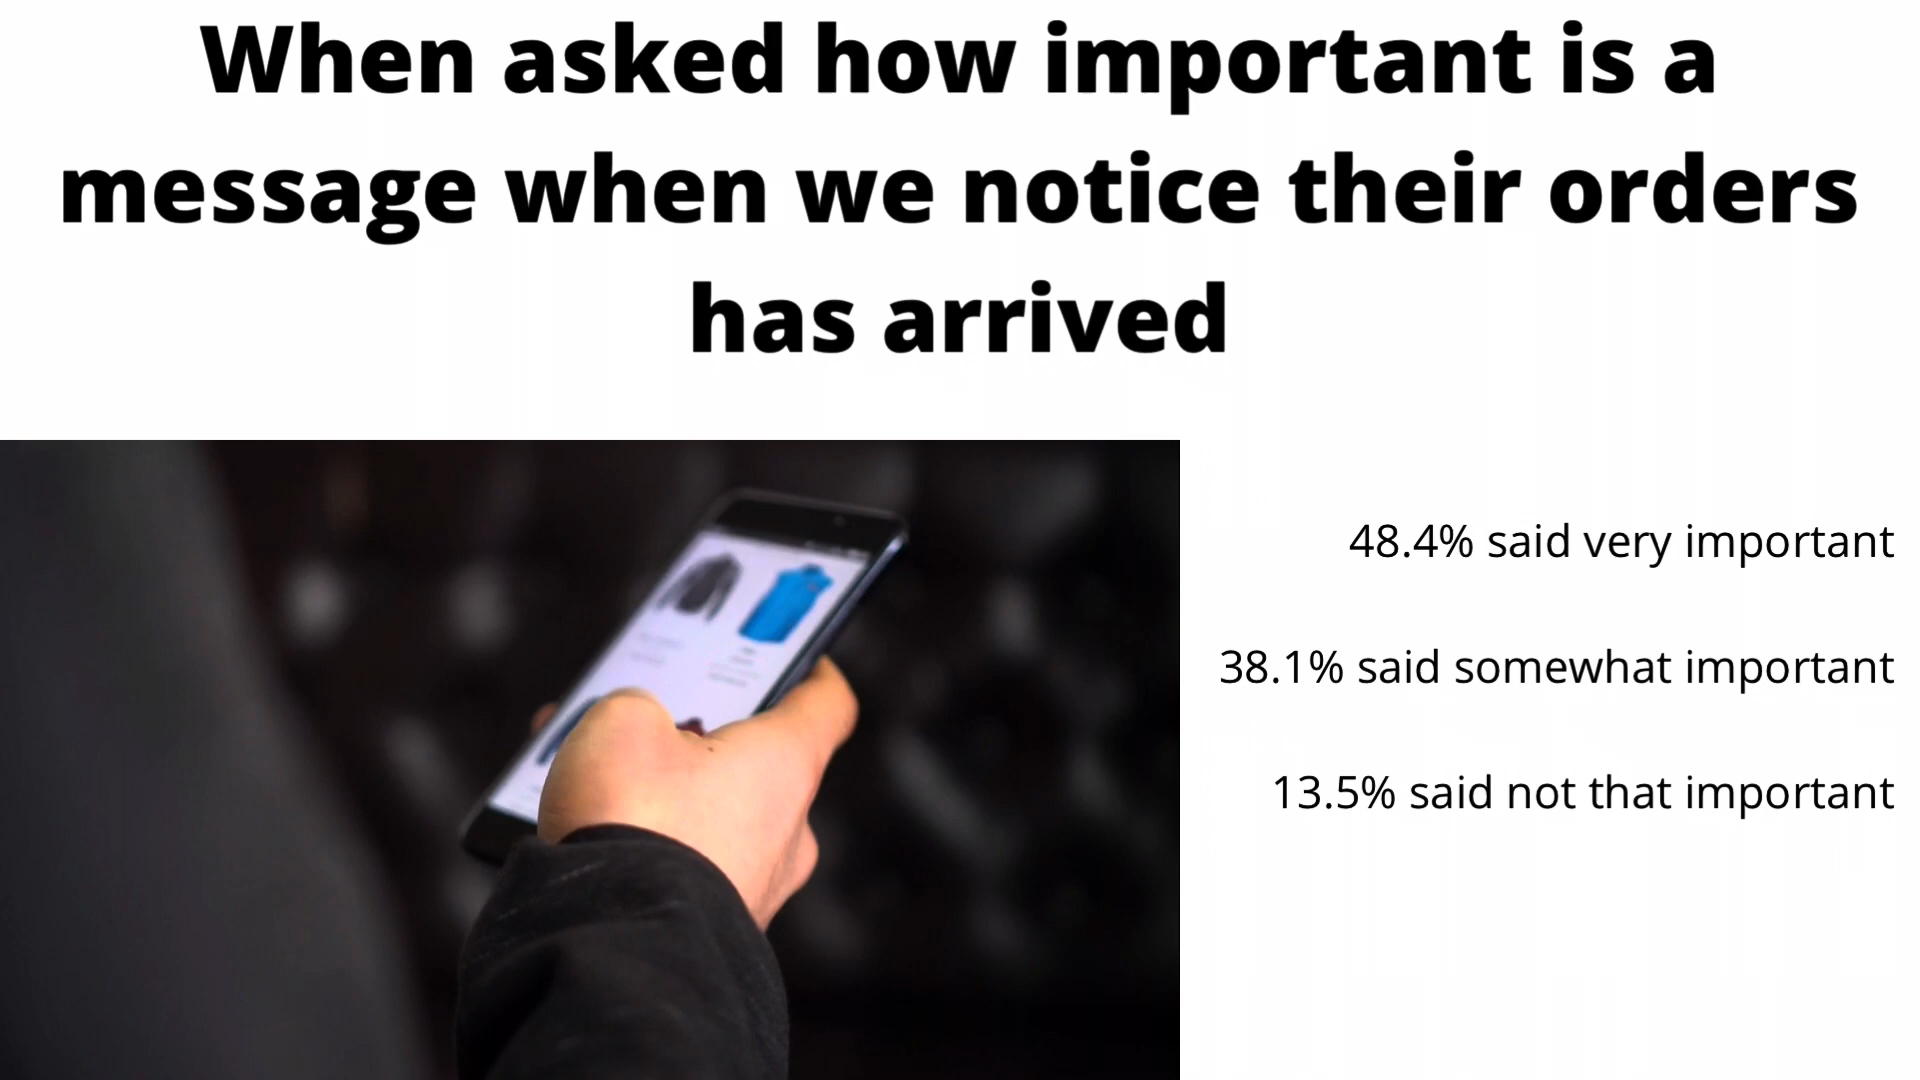 When asked how important is a
message when we notice their orders
has arrived
48.4% said very important
38.1% said somewhat important
13.5% said not that important